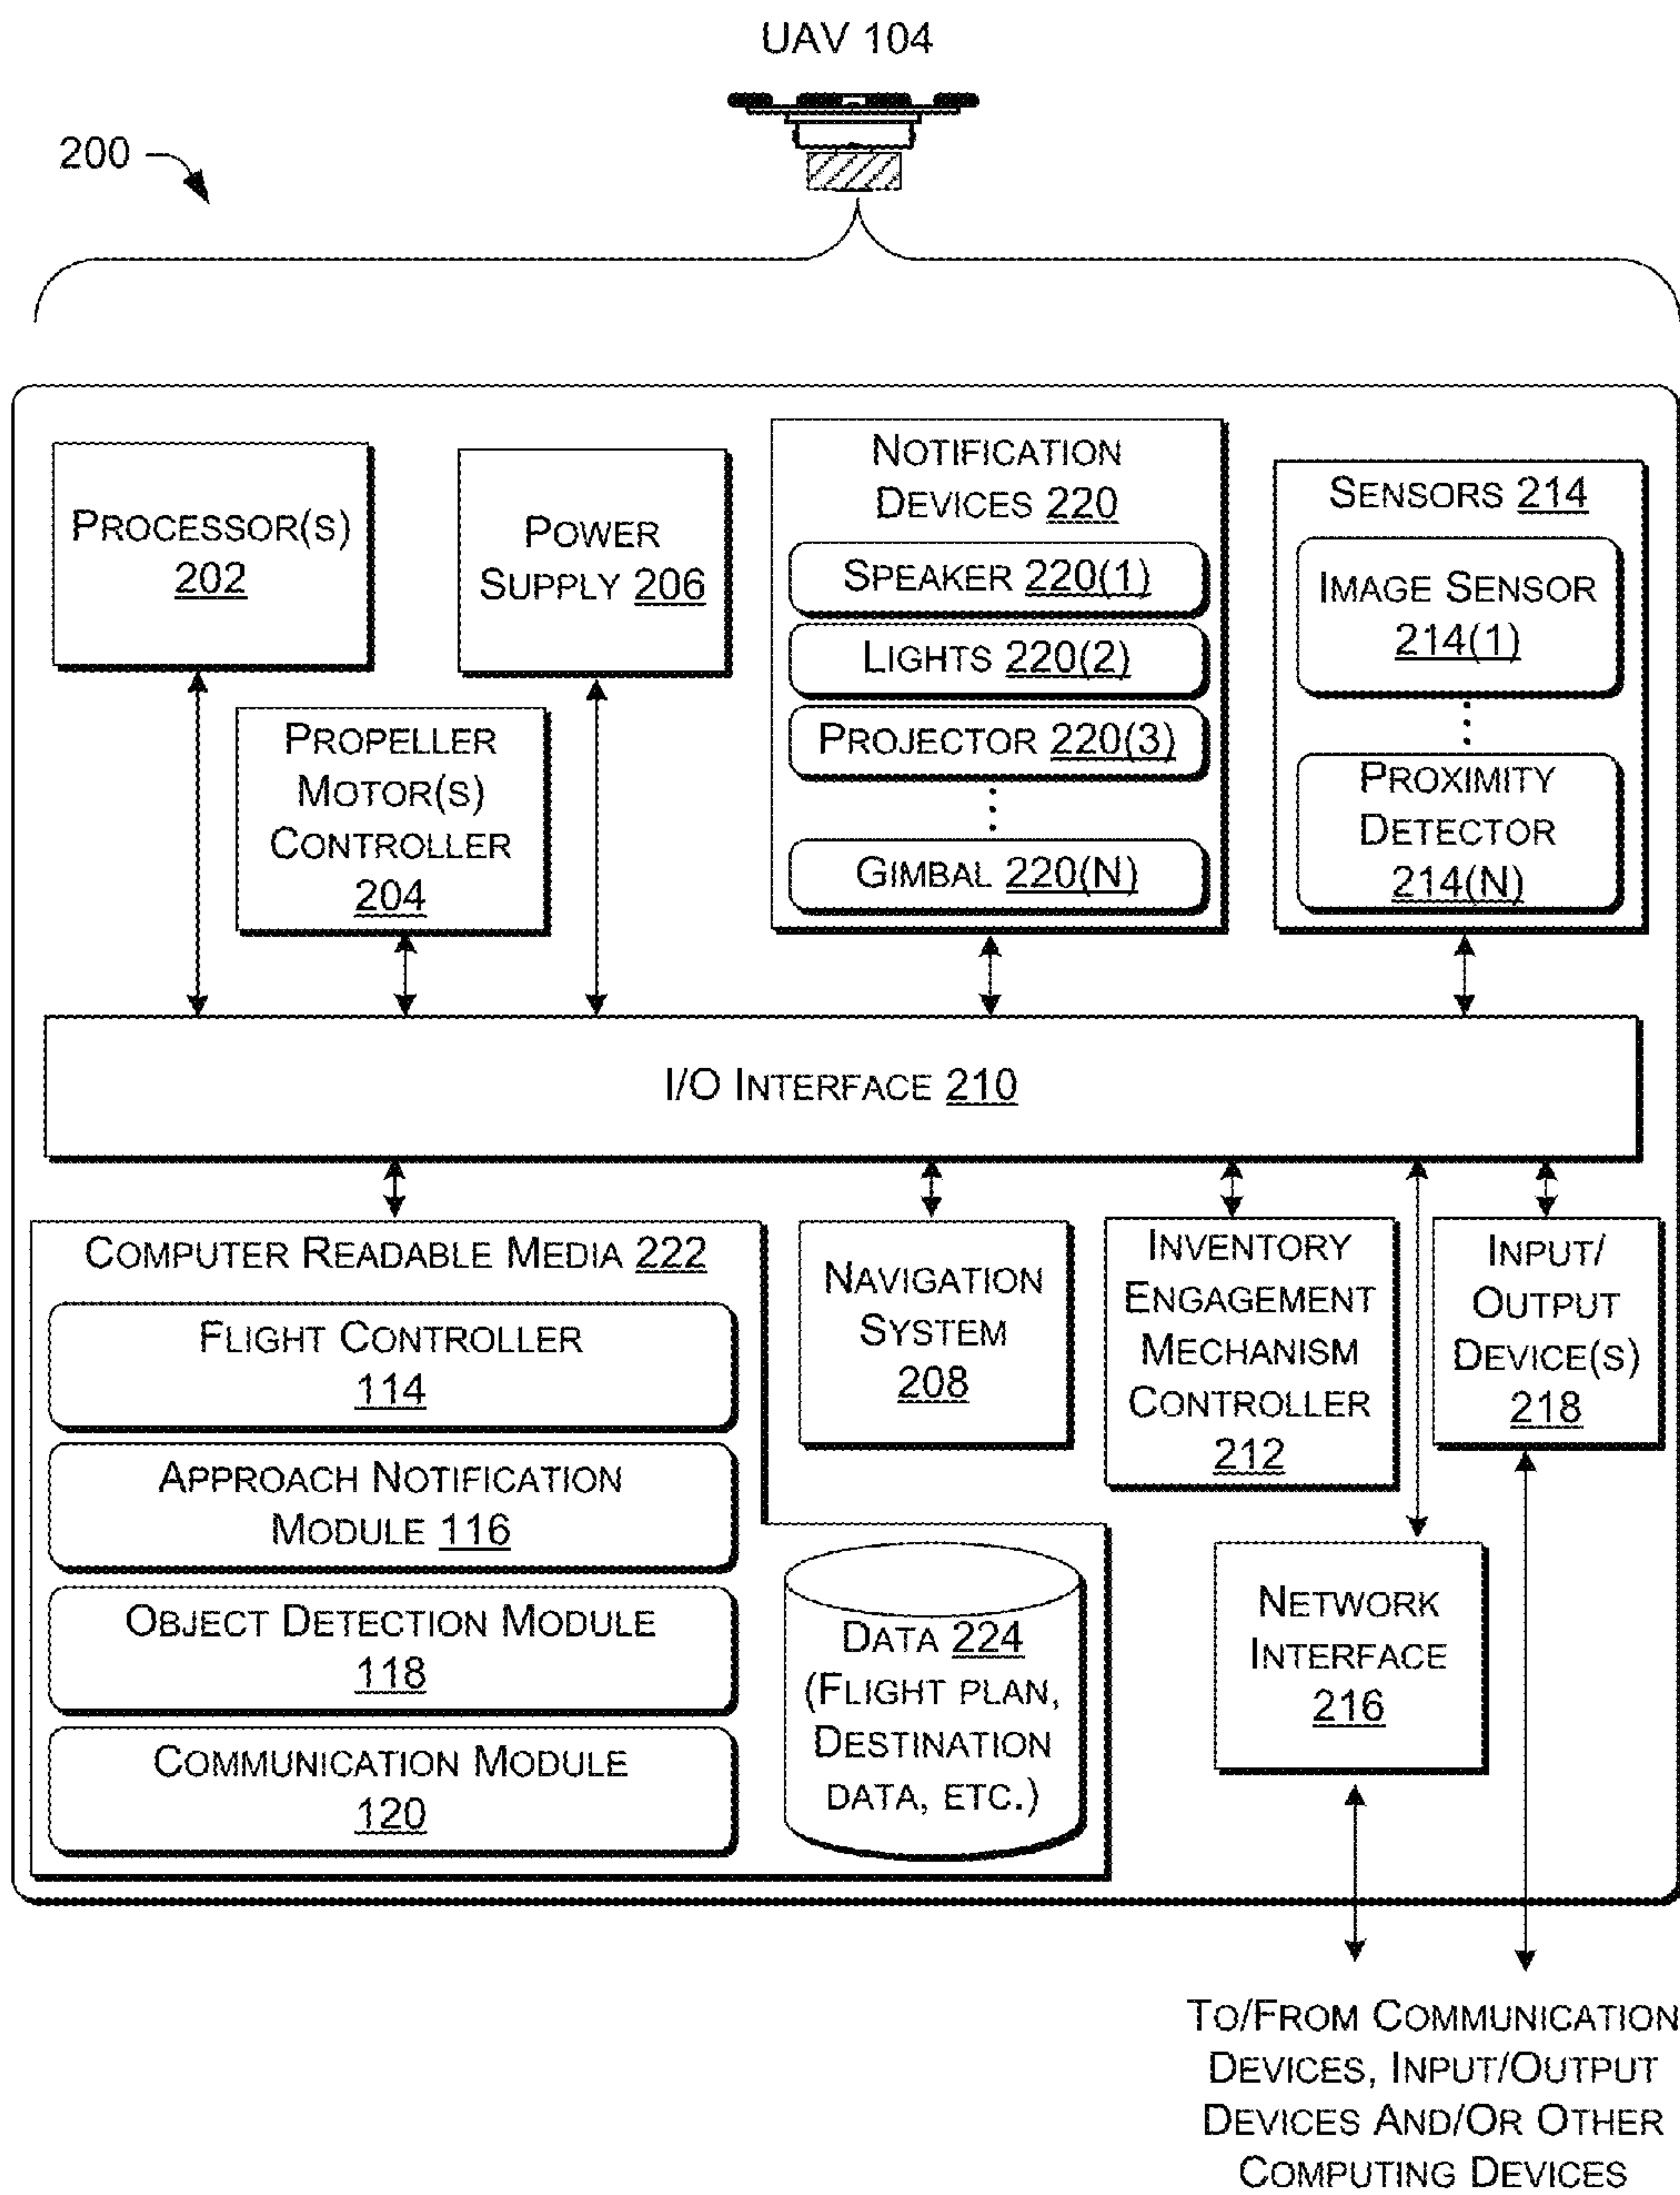 UAV 104
200
PROCESSOR(S)
202
POWER
SUPPLY 206
PROPELLER
MOTOR(S)
CONTROLLER
204
NOTIFICATION
DEVICES 220
SPEAKER 220(1)
LIGHTS 220(2)
PROJECTOR 220(3)
GIMBAL 220(N)
SENSORS 214
IMAGE SENSOR
214(1)
PROXIMITY
DETECTOR
214(N)
I/O INTERFACE 210
COMPUTER READABLE MEDIA 222
FLIGHT CONTROLLER
114
APPROACH NOTIFICATION
MODULE 116
OBJECT DETECTION MODULE
118
COMMUNICATION MODULE
120
DATA 224
(FLIGHT PLAN,
DESTINATION
DATA, ETC.)
NAVIGATION
SYSTEM
208
INVENTORY
ENGAGEMENT
MECHANISM
CONTROLLER
212
INPUT/
OUTPUT
DEVICE(S)
218
NETWORK
INTERFACE
216
TO/FROM COMMUNICATION
DEVICES, INPUT/OUTPUT
DEVICES AND/OR OTHER
COMPUTING DEVICES